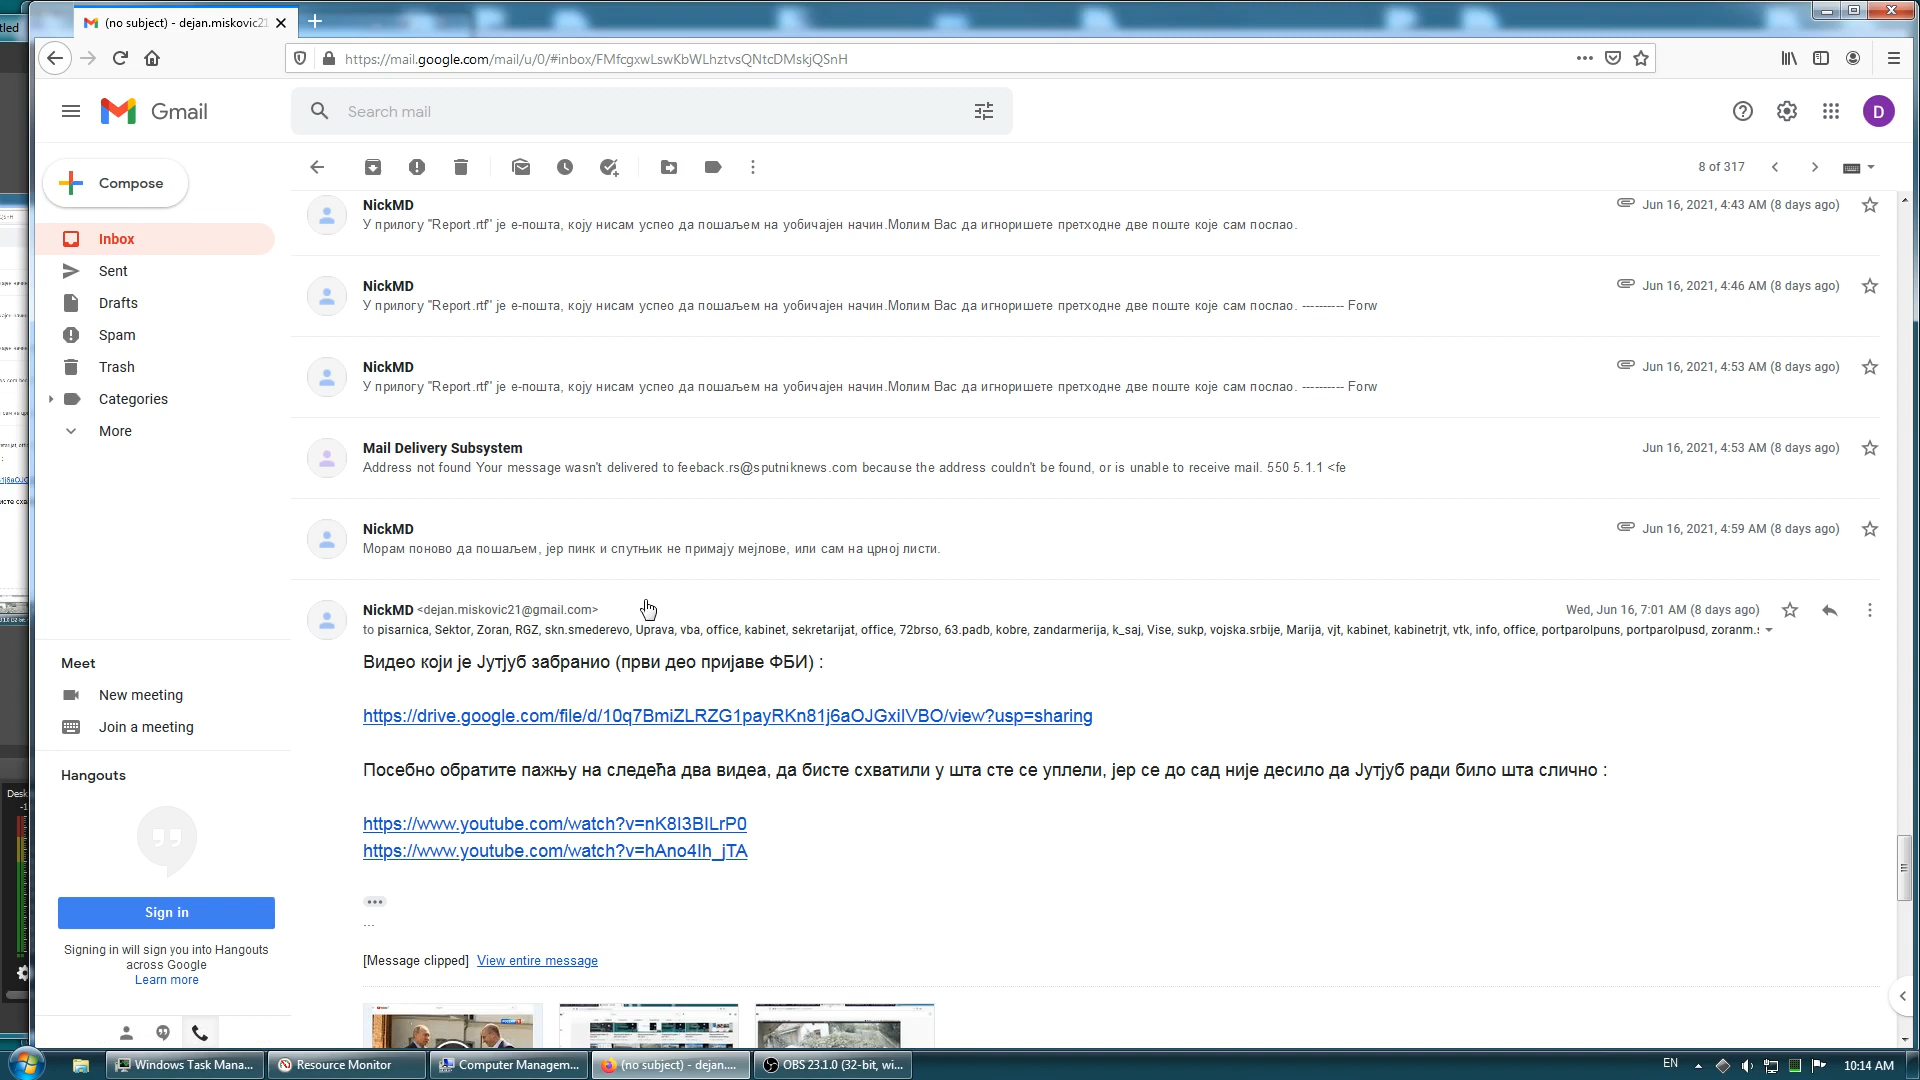 tled
(no subject) - dejan.miskovic21
https://mail.google.com/mail/u/0/#inbox/FMfcgxwLswKbWLhztvsQNtcDMskjQSnH
Gmail
Search mail
D
Compose
8 of 317
Inbox
Sent
Drafts
Spam
Trash
Categories
More
NickMD
Jun 16, 2021, 4:43 AM (8 days ago)
У прилогу "Report.rtf" је е-пошта, коју нисам успео да пошаљем на уобичајен начин.Молим Вас да игноришете претходне две поште које сам послао.
NickMD
Jun 16, 2021, 4:46 AM (8 days ago)
У прилогу "Report.rtf" је е-пошта, коју нисам успео да пошаљем на уобичајен начин.Молим Вас да игноришете претходне две поште које сам послао. ---------- Forw
NickMD
Jun 16, 2021, 4:53 AM (8 days ago)
У прилогу "Report.rtf" је е-пошта, коју нисам успео да пошаљем на уобичајен начин.Молим Вас да игноришете претходне две поште које сам послао. ---------- Forw
Mail Delivery Subsystem
Jun 16, 2021, 4:53 AM (8 days ago)
Address not found Your message wasn't delivered to feeback.rs@sputniknews.com because the address couldn't be found, or is unable to receive mail. 550 5.1.1 <fe
NickMD
Jun 16, 2021, 4:59 AM (8 days ago)
Морам поново да пошаљем, јер пинк и спутњик не примају мејлове, или сам на црној листи.
NickMD <dejan.miskovic21@gmail.com>
Wed, Jun 16, 7:01 AM (8 days ago)
to pisarnica, Sektor, Zoran, RGZ, skn.smederevo, Uprava, vba, office, kabinet, sekretarijat, office, 72brso, 63.padb, kobre, zandarmerija, k_saj, Vise, sukp, vojska.srbije, Marija, vjt, kabinet, kabinetrjt, vtk, info, office, portparolpuns, portparolpusd, zoranm.
Видео који је Јутјуб забранио (први део пријаве ФБИ) :
https://drive.google.com/file/d/10q7BmiZLRZG1payRKn81j6aOJGxiIVBO/view?usp=sharing
Посебно обратите пажњу на следећа два видеа, да бисте схватили у шта сте се уплели, јер се до сад није десило да Јутјуб ради било шта слично :
https://www.youtube.com/watch?v=nK8I3BILrP0
https://www.youtube.com/watch?v=hAno4Ih_jTA
...
[Message clipped] View entire message
Meet
New meeting
Join a meeting
Hangouts
Sign in
Signing in will sign you into Hangouts
across Google
Learn more
Desk
Windows Task Mana...
Resource Monitor
Computer Managem...
(no subject) - dejan....
OBS 23.1.0 (32-bit, wi...
EN
10:14 AM